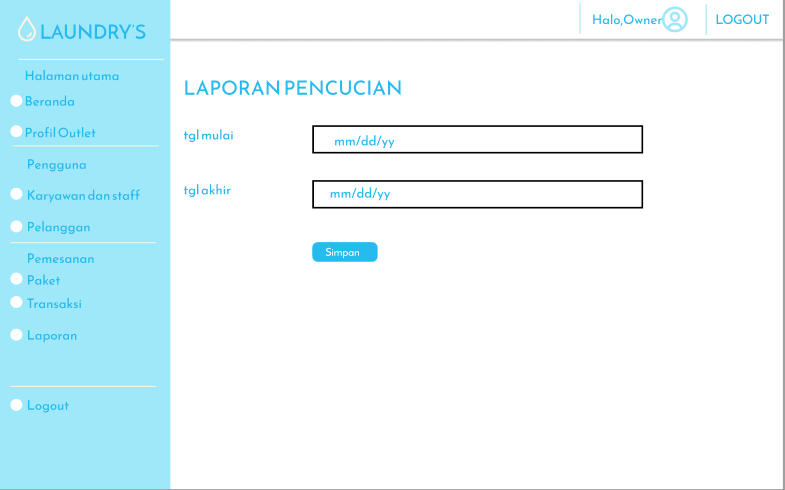 LAUNDRY'S
Halaman utama
Beranda
Profil Outlet
Pengguna
Karyawan dan staff
Pelanggan
Pemesanan
Paket
Transaksi
Laporan
Logout
Halo,Owner
LOGOUT
LAPORAN PENCUCIAN
tgl mulai
mm/dd/yy
tgl akhir
mm/dd/yy
Simpan